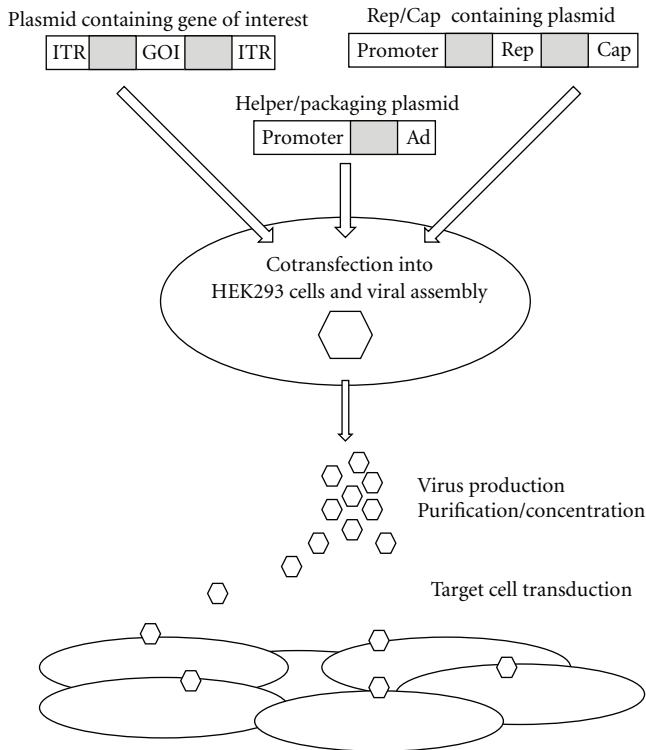 Plasmid containing gene of interest
ITR GOI ITR
Rep/Cap containing plasmid
Promoter Rep Cap
Helper/packaging plasmid
Promoter Ad
Cotransfection into
HEK293 cells and viral assembly
Virus production
Purification/concentration
Target cell transduction